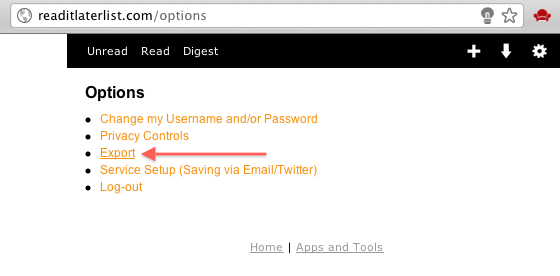 readitlaterlist.com/options
Unread Read Digest
Options
Change my Username and/or Password
Privacy Controls
Export
Service Setup (Saving via Email/Twitter)
Log-out
Home | Apps and Tools